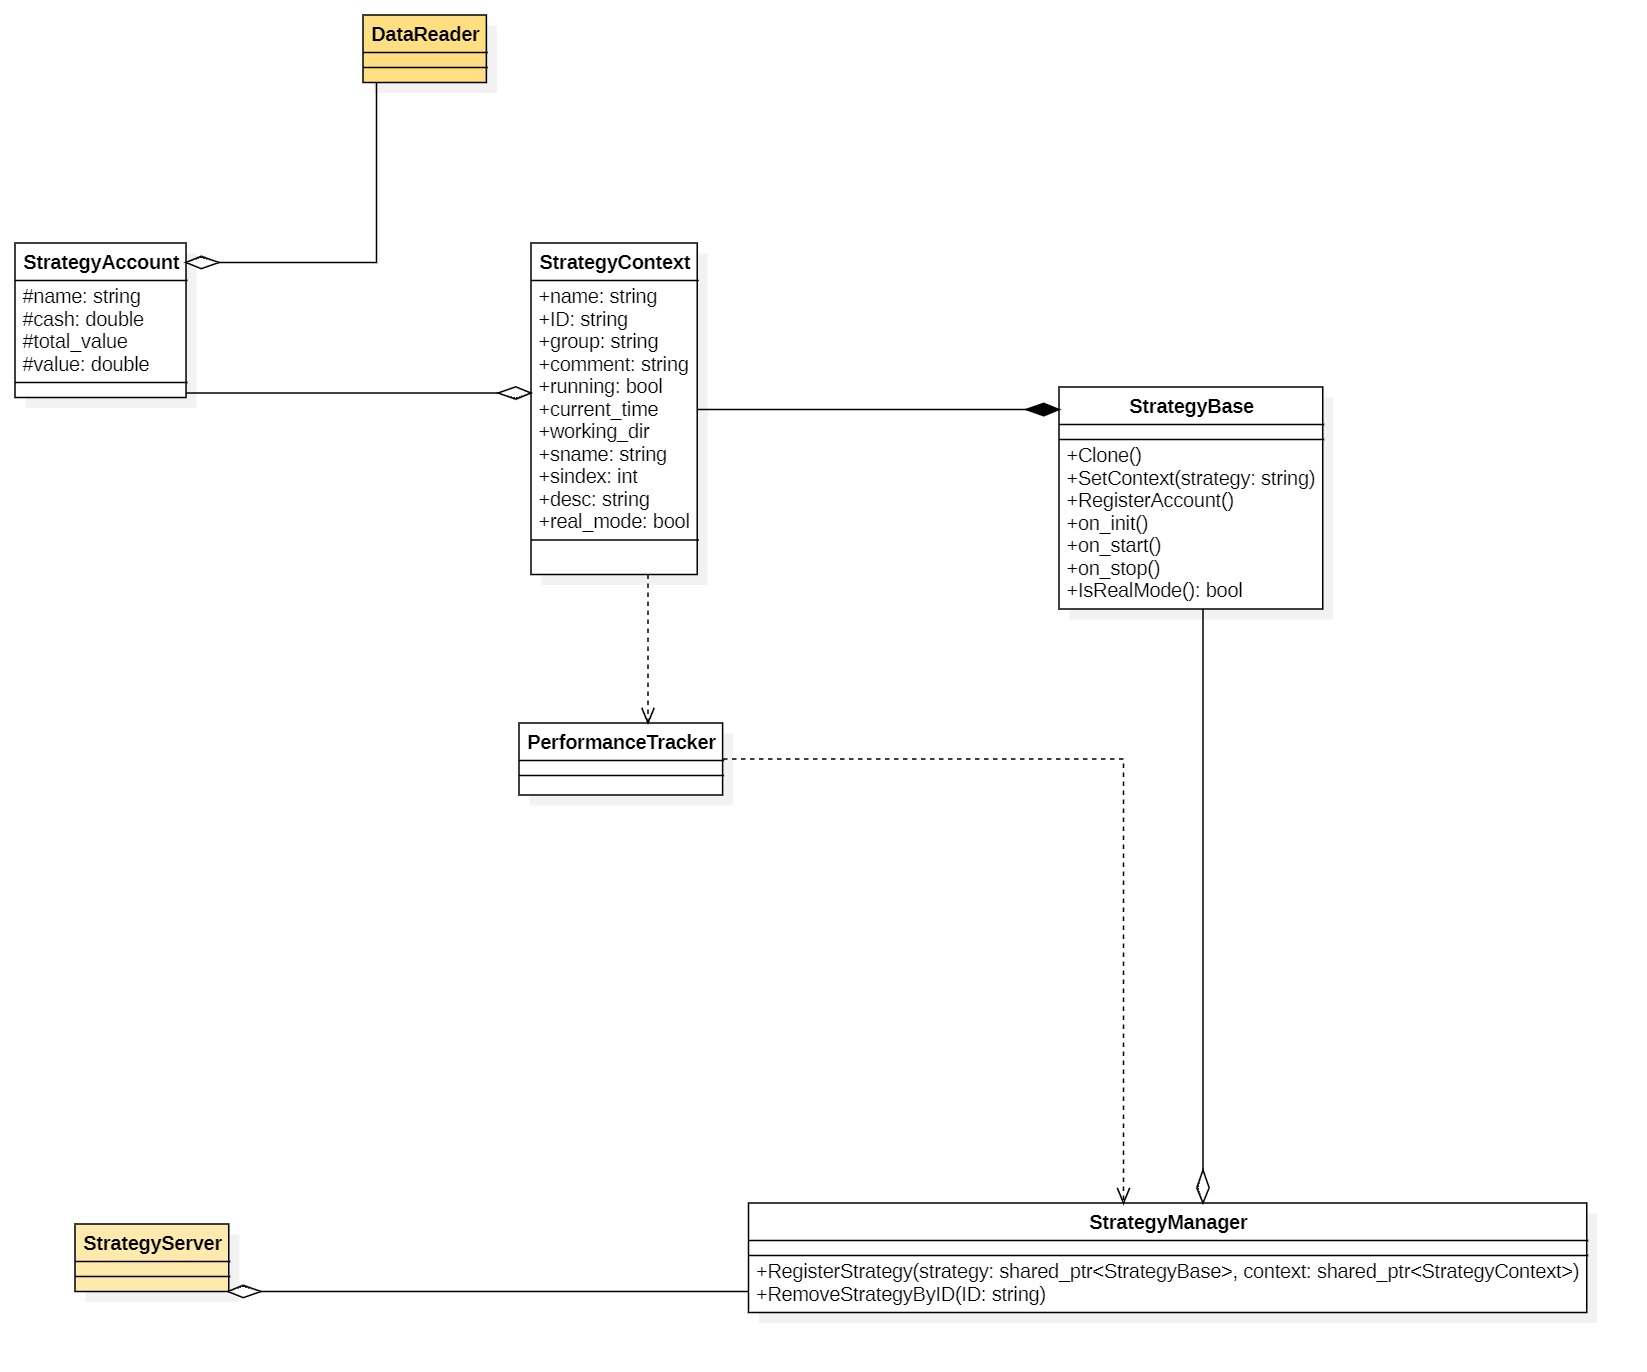 DataReader
StrategyAccount
#name: string
#cash: double
#total_value
#value: double
StrategyContext
+name: string
+ID: string
+group: string
+comment: string
+running: bool
+current_time
+working_dir
+sname: string
+sindex: int
+desc: string
+real_mode: bool
StrategyBase
+Clone()
+SetContext(strategy: string)
+RegisterAccount()
+on_init()
+on_start()
+on_stop()
+IsRealMode(): bool
PerformanceTracker
StrategyServer
StrategyManager
+RegisterStrategy(strategy: shared_ptr<StrategyBase>, context: shared_ptr<StrategyContext>)
+RemoveStrategyByID(ID: string)